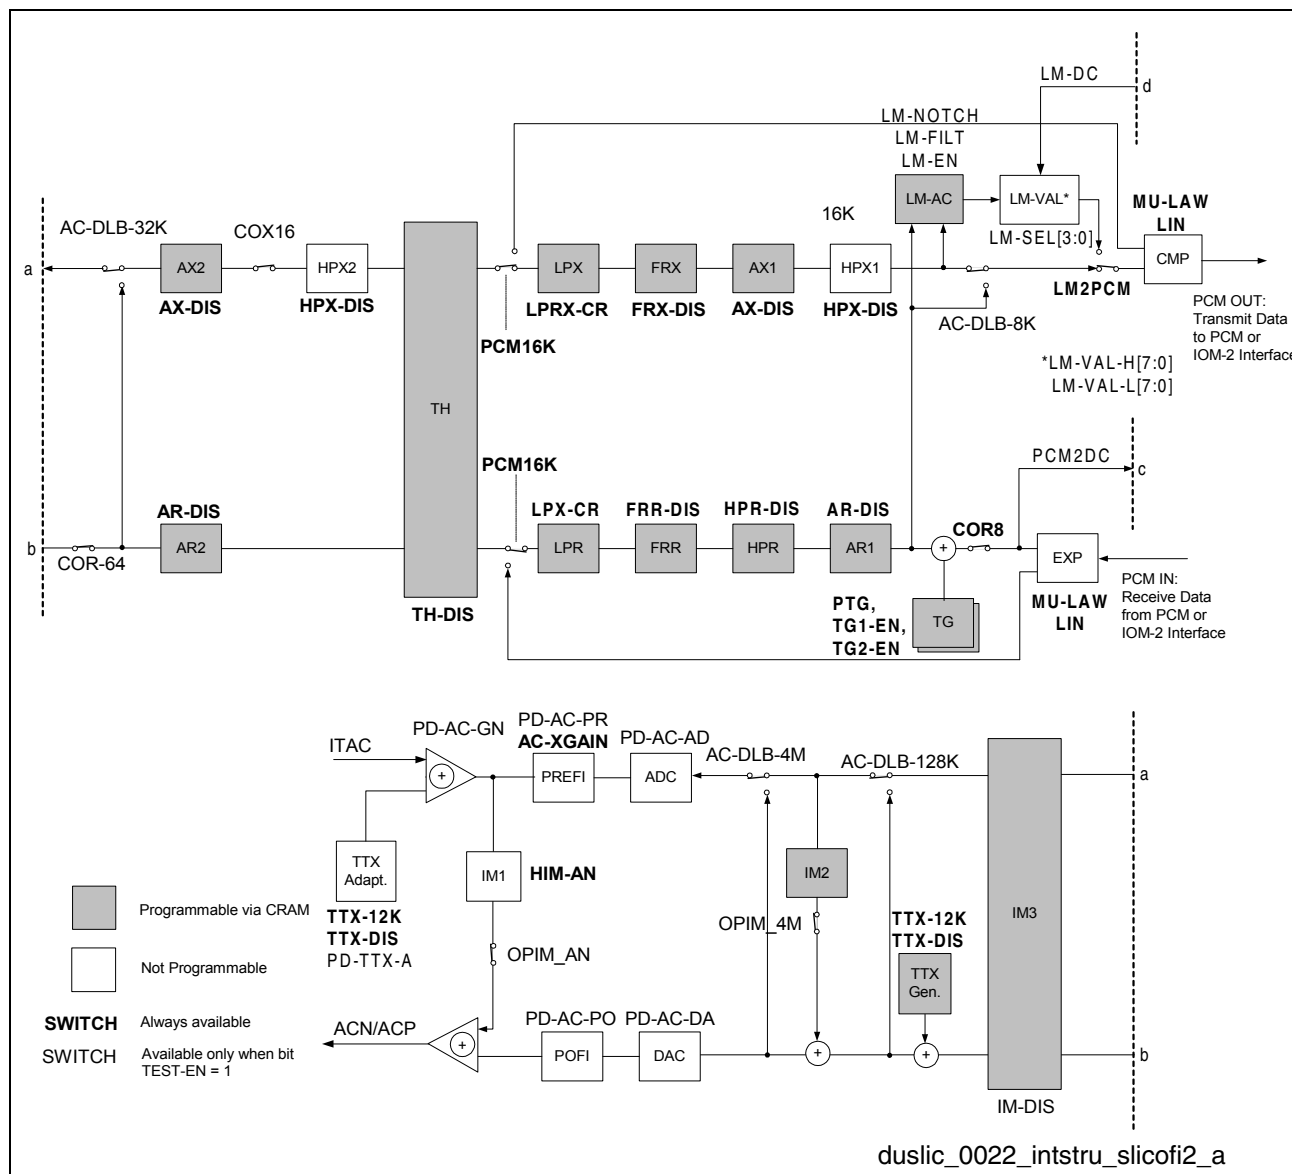 LM-DC
d
LM-NOTCH
LM-FILT
LM-EN
LM-AC
LM-VAL*
MU-LAW
LIN
16K
LM-SEL[3:0]
AC-DLB-32K
COX16
a
AX2
HPX2
LPX
FRX
AX1
HPX1
CMP
AX-DIS
HPX-DIS
LPRX-CR
FRX-DIS
AX-DIS
HPX-DIS
LM2PCM
AC-DLB-8K
PCM OUT:
Transmit Data
to PCM or
IOM-2 Interface
PCM16K
*LM-VAL-H[7:0]
LM-VAL-L[7:0]
TH
PCM16K
PCM2DC
c
AR-DIS
LPX-CR
FRR-DIS
HPR-DIS
AR-DIS
COR8
b
COR-64
AR2
LPR
FRR
HPR
AR1
+
EXP
TH-DIS
PTG,
TG1-EN,
TG2-EN
TG
MU-LAW
LIN
PCM IN:
Receive Data
from PCM or
IOM-2 Interface
ITAC
PD-AC-GN
PD-AC-PR
AC-XGAIN
PD-AC-AD
AC-DLB-4M
AC-DLB-128K
+
PREFI
ADC
a
TTX
Adapt.
IM1
HIM-AN
IM2
IM3
Programmable via CRAM
TTX-12K
TTX-DIS
PD-TTX-A
OPIM_AN
OPIM_4M
TTX-12K
TTX-DIS
Not Programmable
TTX
Gen.
SWITCH Always available
ACN/ACP
PD-AC-PO
PD-AC-DA
SWITCH Available only when bit
TEST-EN = 1
+
POFI
DAC
+
+
b
IM-DIS
duslic_0022_intstru_slicofi2_a